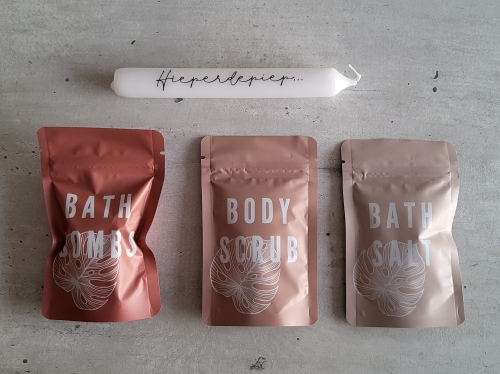 Hieperdepiep...
BATH
BOMBS
BODY
SCRUB
BATH
SALT